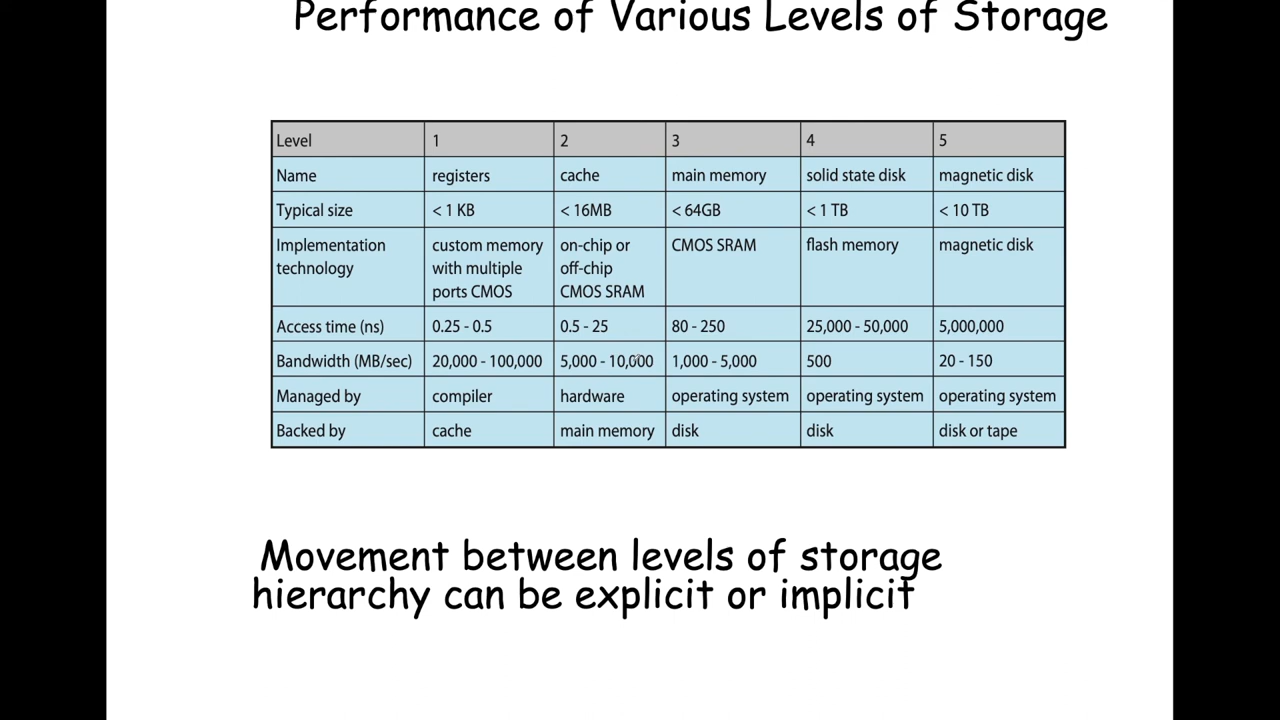 Performance of Various Levels of Storage
Level 1 2 3 4 5
Name registers cache main memory solid state disk magnetic disk
Typical size < 1 KB < 16MB < 64GB < 1 TB < 10 TB
Implementation technology custom memory with multiple ports CMOS on-chip or off-chip CMOS SRAM CMOS SRAM flash memory magnetic disk
Access time (ns) 0.25 - 0.5 0.5 - 25 80 - 250 25,000 - 50,000 5,000,000
Bandwidth (MB/sec) 20,000 - 100,000 5,000 - 10,000 1,000 - 5,000 500 20 - 150
Managed by compiler hardware operating system operating system operating system
Backed by cache main memory disk disk disk or tape
Movement between levels of storage
hierarchy can be explicit or implicit